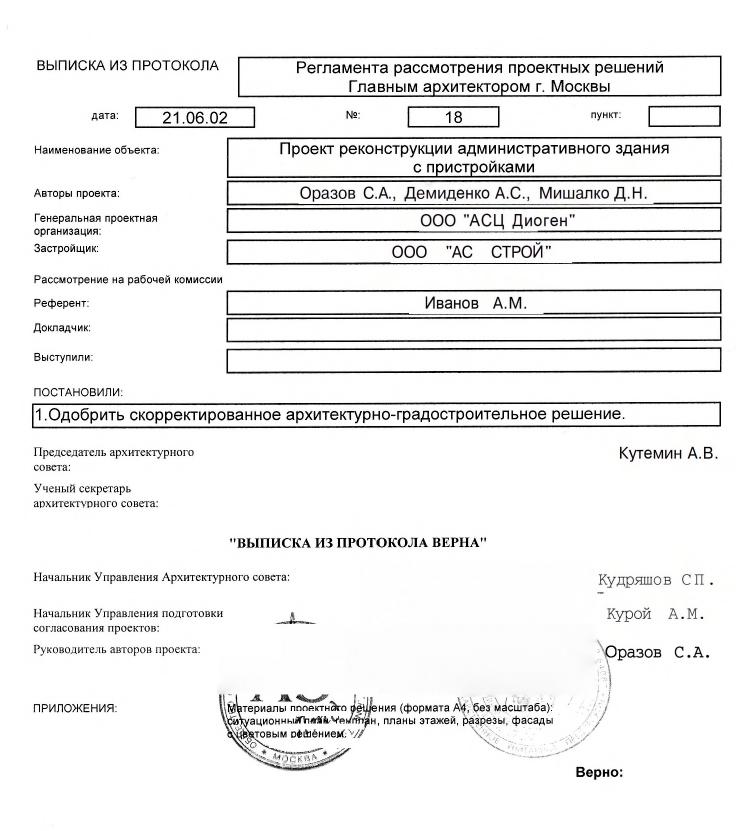 ВЫПИСКА ИЗ ПРОТОКОЛА
Регламента рассмотрения проектных решений
Главным архитектором г. Москвы
дата: 21.06.02 №: 18 пункт:
Наименование объекта: Проект реконструкции административного здания
с пристройками
Авторы проекта: Оразов С.А., Демиденко А.С., Мишалко Д.Н.
Генеральная проектная
организация: ООО "АСЦ Диоген"
Застройщик: ООО "АС СТРОЙ"
Рассмотрение на рабочей комиссии
Референт: Иванов А.М.
Докладчик:
Выступили:
ПОСТАНОВИЛИ:
1.Одобрить скорректированное архитектурно-градостроительное решение.
Председатель архитектурного
совета: Кутемин А.В.
Ученый секретарь
архитектурного совета:
"ВЫПИСКА ИЗ ПРОТОКОЛА ВЕРНА"
Начальник Управления Архитектурного совета: Кудряшов СП.
Начальник Управления подготовки
согласования проектов: Курой А.М.
Руководитель авторов проекта: Оразов С.А.
ПРИЛОЖЕНИЯ: Материалы проектного решения (формата А4, без масштаба):
ситуационный план, генплан, планы этажей, разрезы, фасады
с цветовым решением.
МОСКВА
Верно: